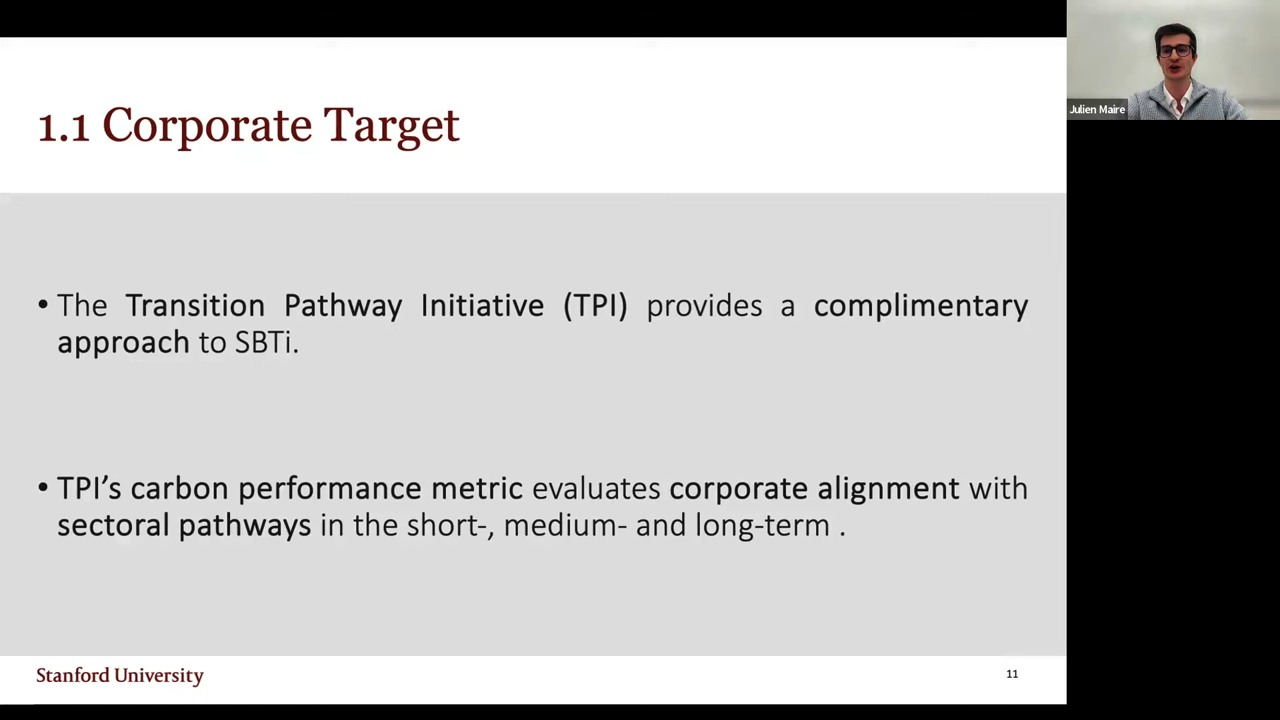 1.1 Corporate Target
Julien Maire
• The Transition Pathway Initiative (TPI) provides a complimentary
approach to SBTi.
• TPI’s carbon performance metric evaluates corporate alignment with
sectoral pathways in the short-, medium- and long-term .
Stanford University
11